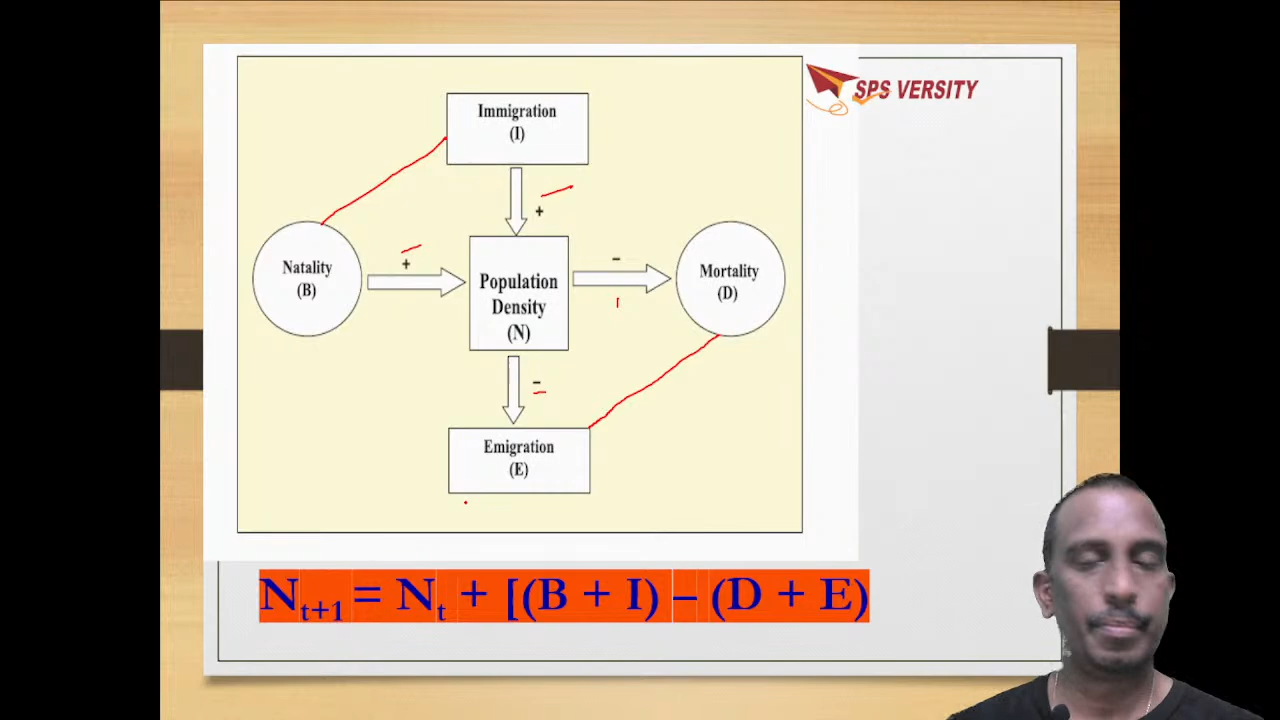 SPS VERSITY
Immigration
(I)
+
Natality
(B)
+
Population
Density
(N)
–
Mortality
(D)
–
Emigration
(E)
Nt+1 = Nt + [(B + I) – (D + E)